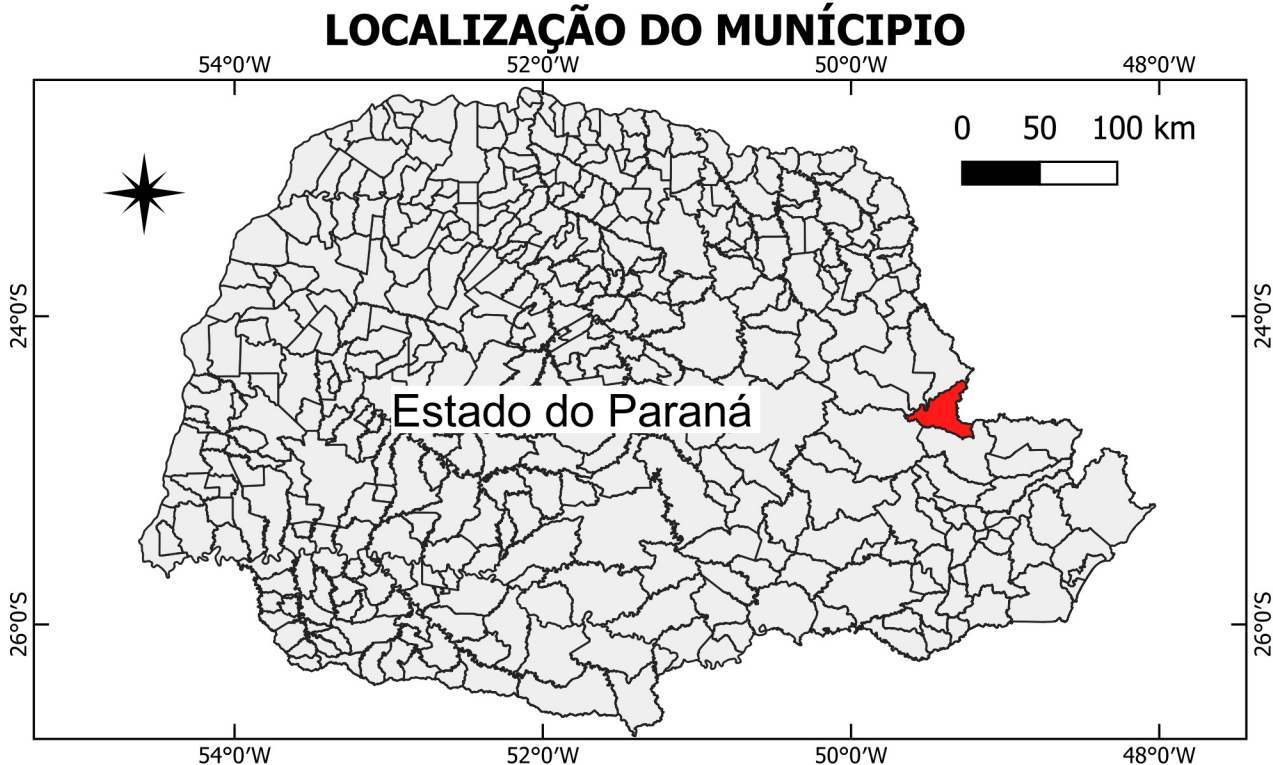 LOCALIZAÇÃO DO MUNÍCIPIO
54°0′W 52°0′W 50°0′W 48°0′W
0 50 100 km
24°0′S 24°0′S
Estado do Paraná
26°0′S 26°0′S
54°0′W 52°0′W 50°0′W 48°0′W